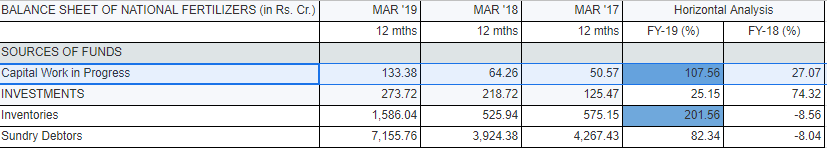 BALANCE SHEET OF NATIONAL FERTILIZERS (in Rs. Cr.) MAR '19 MAR '18 MAR '17 Horizontal Analysis
12 mths 12 mths 12 mths FY-19 (%) FY-18 (%)
SOURCES OF FUNDS
Capital Work in Progress 133.38 64.26 50.57 107.56 27.07
INVESTMENTS 273.72 218.72 125.47 25.15 74.32
Inventories 1,586.04 525.94 575.15 201.56 -8.56
Sundry Debtors 7,155.76 3,924.38 4,267.43 82.34 -8.04